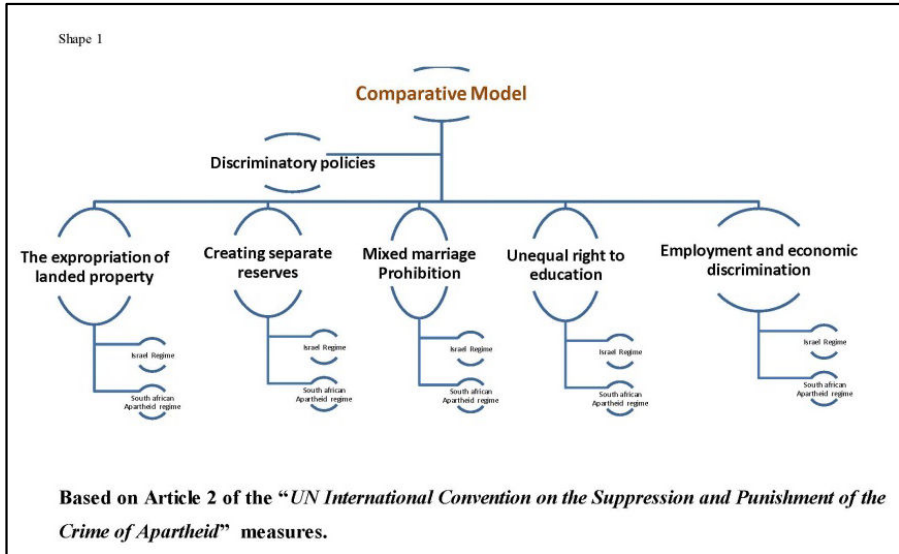 Shape 1
Comparative Model
Discriminatory policies
The expropriation of
landed property
Creating separate
reserves
Mixed marriage
Prohibition
Unequal right to
education
Employment and economic
discrimination
Israel Regime
South african
Apartheid regime
Israel Regime
South african
Apartheid regime
Israel Regime
South african
Apartheid regime
Israel Regime
South african
Apartheid regime
Israel Regime
South african
Apartheid regime
Based on Article 2 of the “UN International Convention on the Suppression and Punishment of the
Crime of Apartheid” measures.